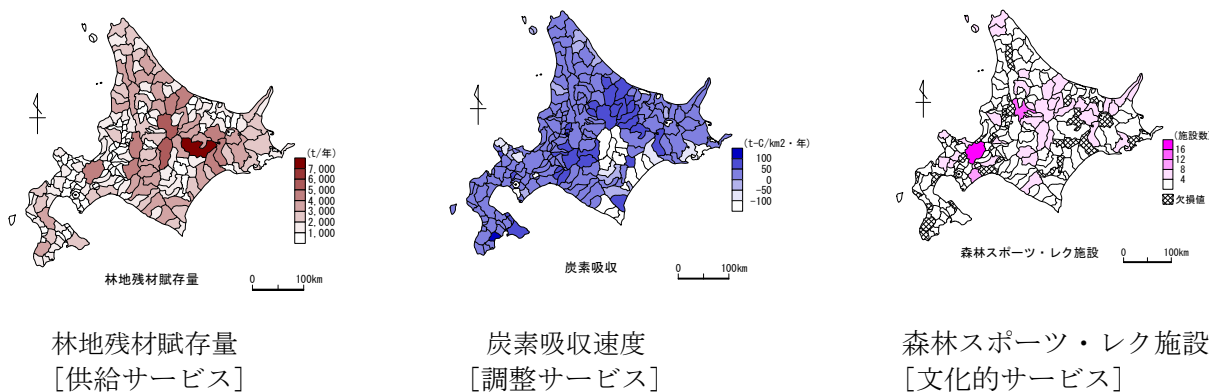 (t/年)
7,000
6,000
5,000
4,000
3,000
2,000
1,000
林地残材賦存量
0 100km
(t-C/km2・年)
100
50
0
-50
-100
炭素吸収
0 100km
(施設数)
16
12
8
4
欠損値
森林スポーツ・レク施設
0 100km
林地残材賦存量
[供給サービス]
炭素吸収速度
[調整サービス]
森林スポーツ・レク施設
[文化的サービス]